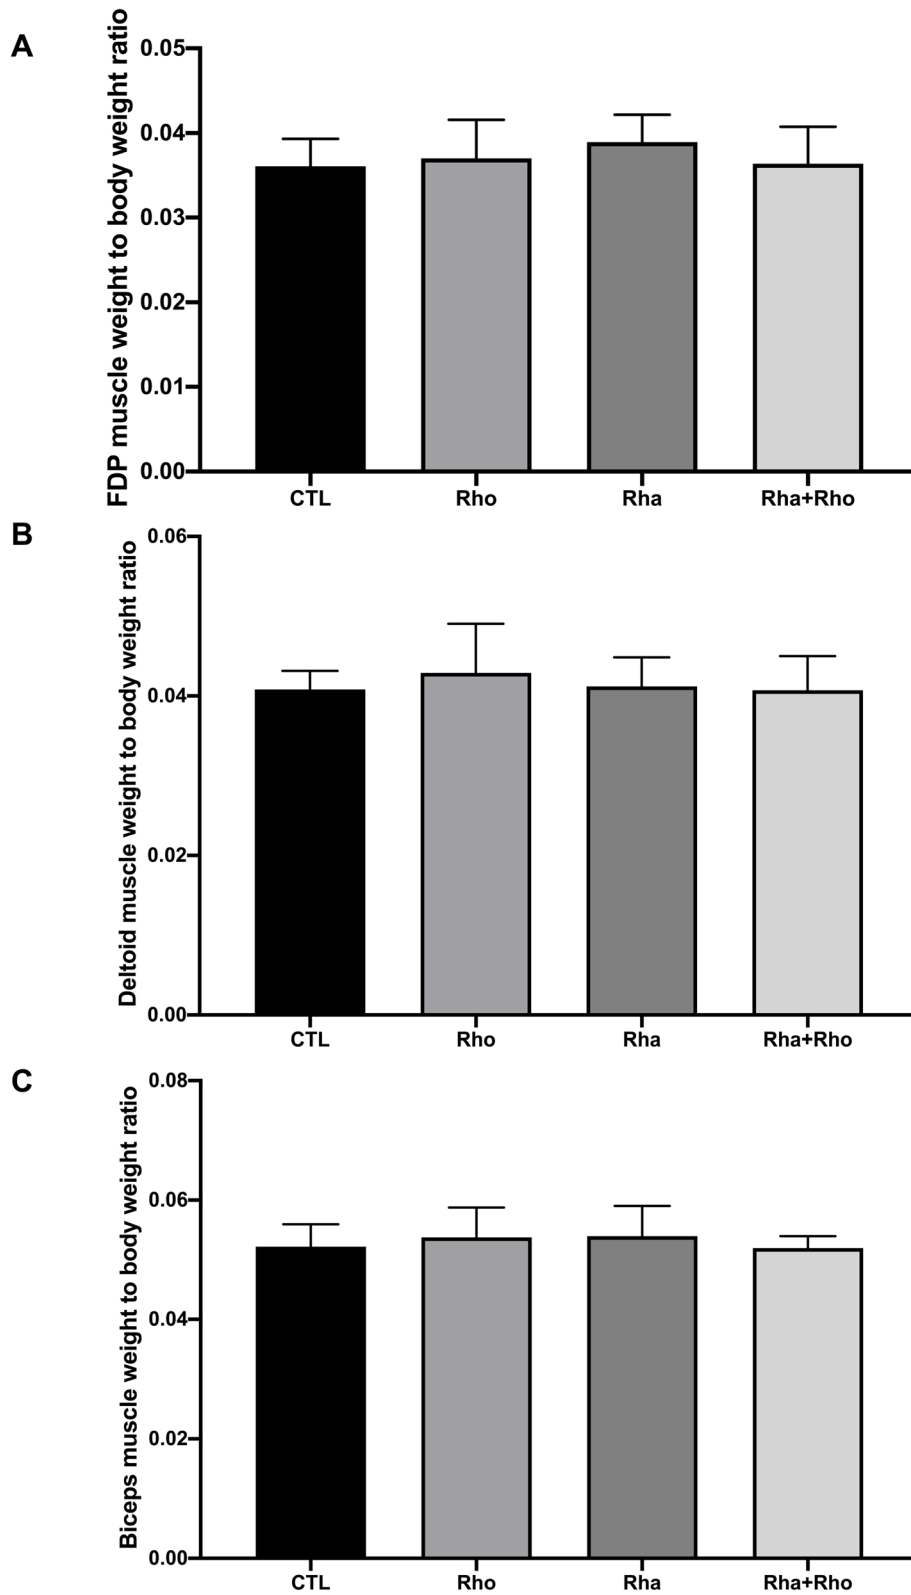 A
FDP muscle weight to body weight ratio
0.05
0.04
0.03
0.02
0.01
0.00
CTL Rho Rha Rha+Rho
B
Deltoid muscle weight to body weight ratio
0.06
0.04
0.02
0.00
CTL Rho Rha Rha+Rho
C
Biceps muscle weight to body weight ratio
0.08
0.06
0.04
0.02
0.00
CTL Rho Rha Rha+Rho